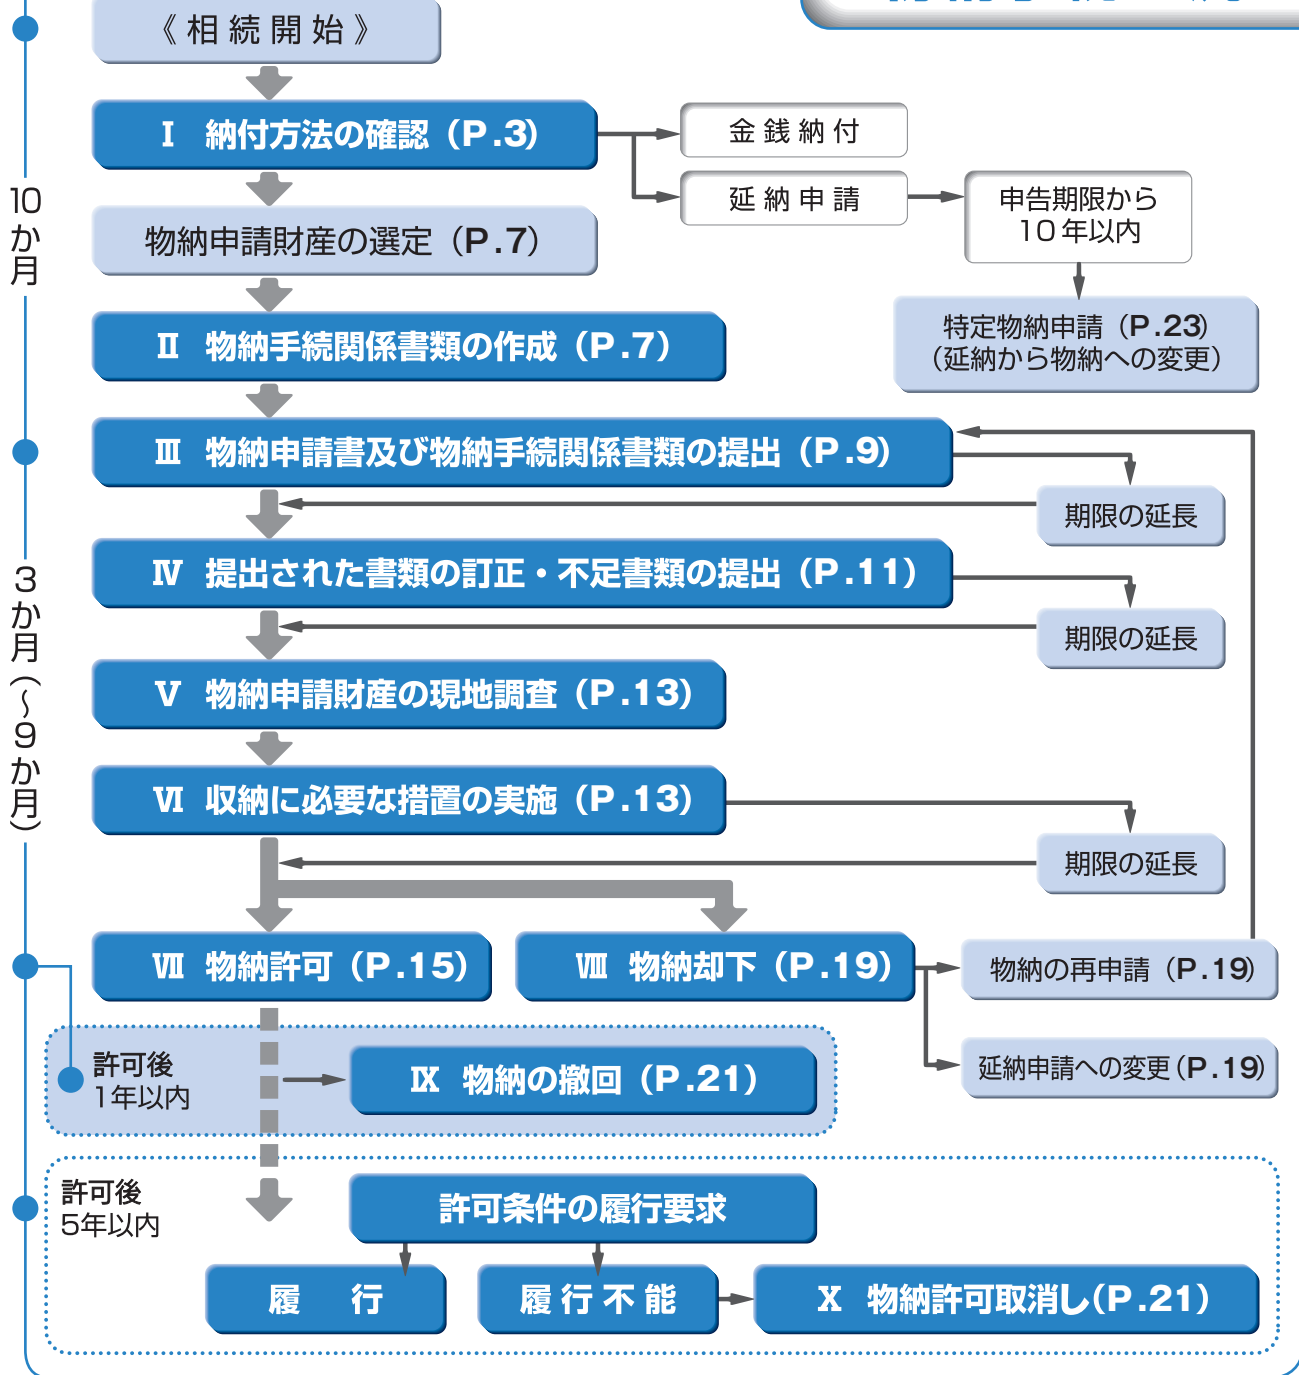 《相続開始》
Ⅰ 納付方法の確認（P.3）
金銭納付
延納申請
申告期限から
10年以内
特定物納申請（P.23）
（延納から物納への変更）
物納申請財産の選定（P.7）
10か月
Ⅱ 物納手続関係書類の作成（P.7）
Ⅲ 物納申請書及び物納手続関係書類の提出（P.9）
期限の延長
Ⅳ 提出された書類の訂正・不足書類の提出（P.11）
期限の延長
3か月（～9か月）
Ⅴ 物納申請財産の現地調査（P.13）
Ⅵ 収納に必要な措置の実施（P.13）
期限の延長
Ⅶ 物納許可（P.15）
Ⅷ 物納却下（P.19）
物納の再申請（P.19）
延納申請への変更（P.19）
許可後
1年以内
Ⅸ 物納の撤回（P.21）
許可後
5年以内
許可条件の履行要求
履行
履行不能
Ⅹ 物納許可取消し（P.21）